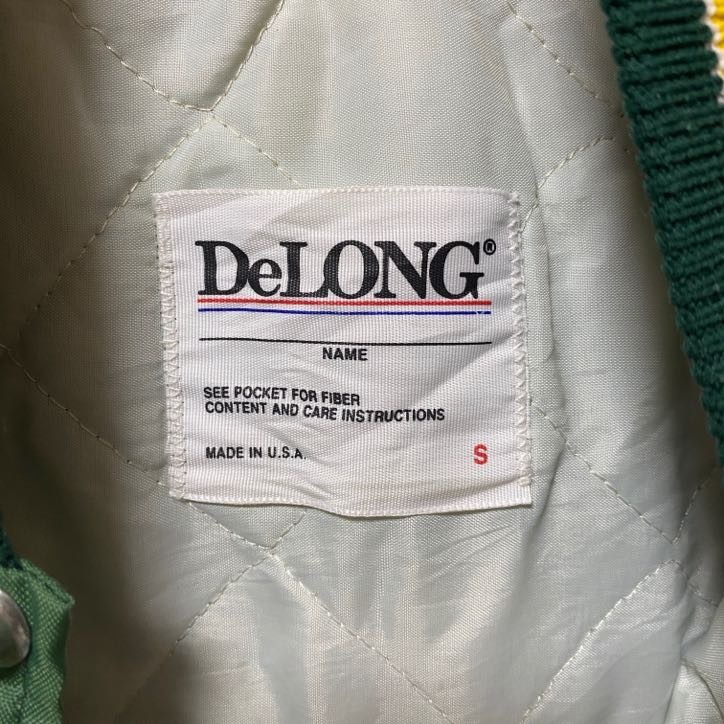 DeLONG®
NAME
SEE POCKET FOR FIBER
CONTENT AND CARE INSTRUCTIONS
MADE IN U.S.A.
S